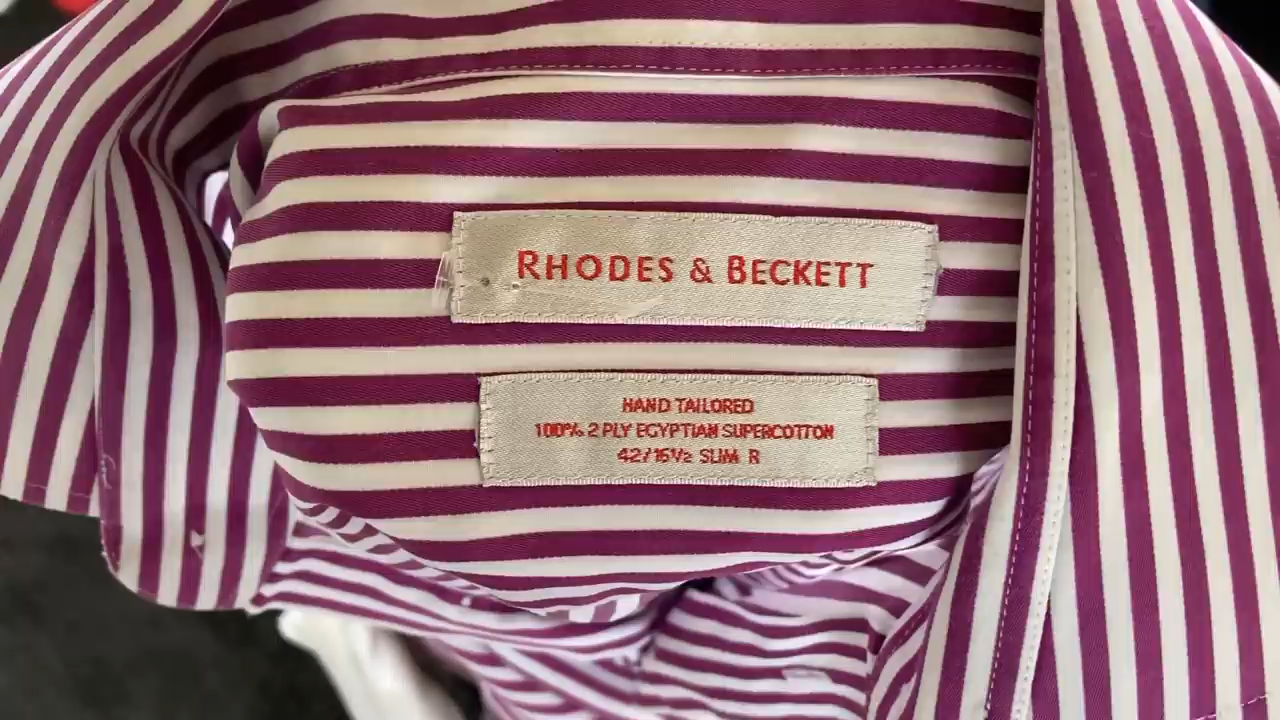 RHODES & BECKETT
HAND TAILORED
100% 2 PLY EGYPTIAN SUPERCOTTON
42/16½ SLIM R